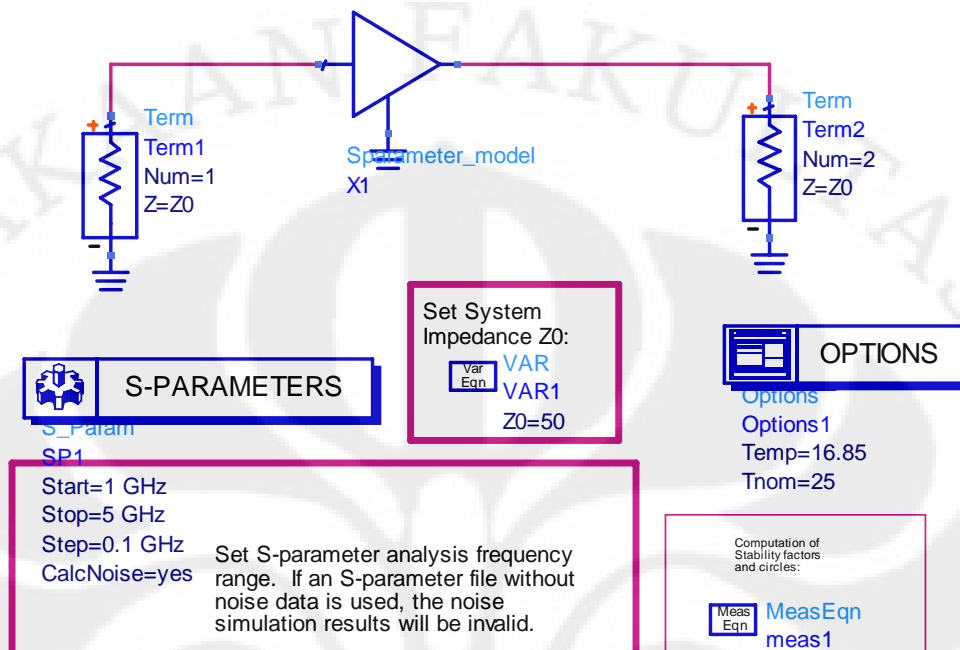 KAAN FAKULTAS
Term
Term1
Num=1
Z=Z0
Sparameter_model
X1
Term
Term2
Num=2
Z=Z0
Set System
Impedance Z0:
Var
Eqn
VAR
VAR1
Z0=50
S-PARAMETERS
S_Param
SP1
Start=1 GHz
Stop=5 GHz
Step=0.1 GHz
CalcNoise=yes
Set S-parameter analysis frequency
range. If an S-parameter file without
noise data is used, the noise
simulation results will be invalid.
OPTIONS
Options
Options1
Temp=16.85
Tnom=25
Computation of
Stability factors
and circles:
Meas
Eqn
MeasEqn
meas1